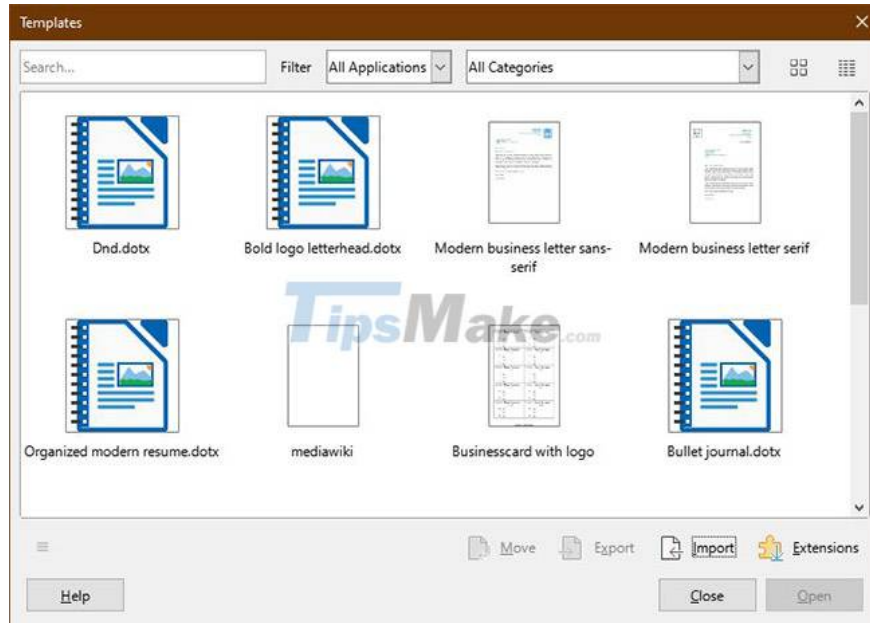 Templates
Search...
Filter
All Applications
All Categories
Dnd.dotx
Bold logo letterhead.dotx
Modern business letter sans-
serif
Modern business letter serif
TipsMake.com
Organized modern resume.dotx
mediawiki
Businesscard with logo
Bullet journal.dotx
Move
Export
Import
Extensions
Help
Close
Open